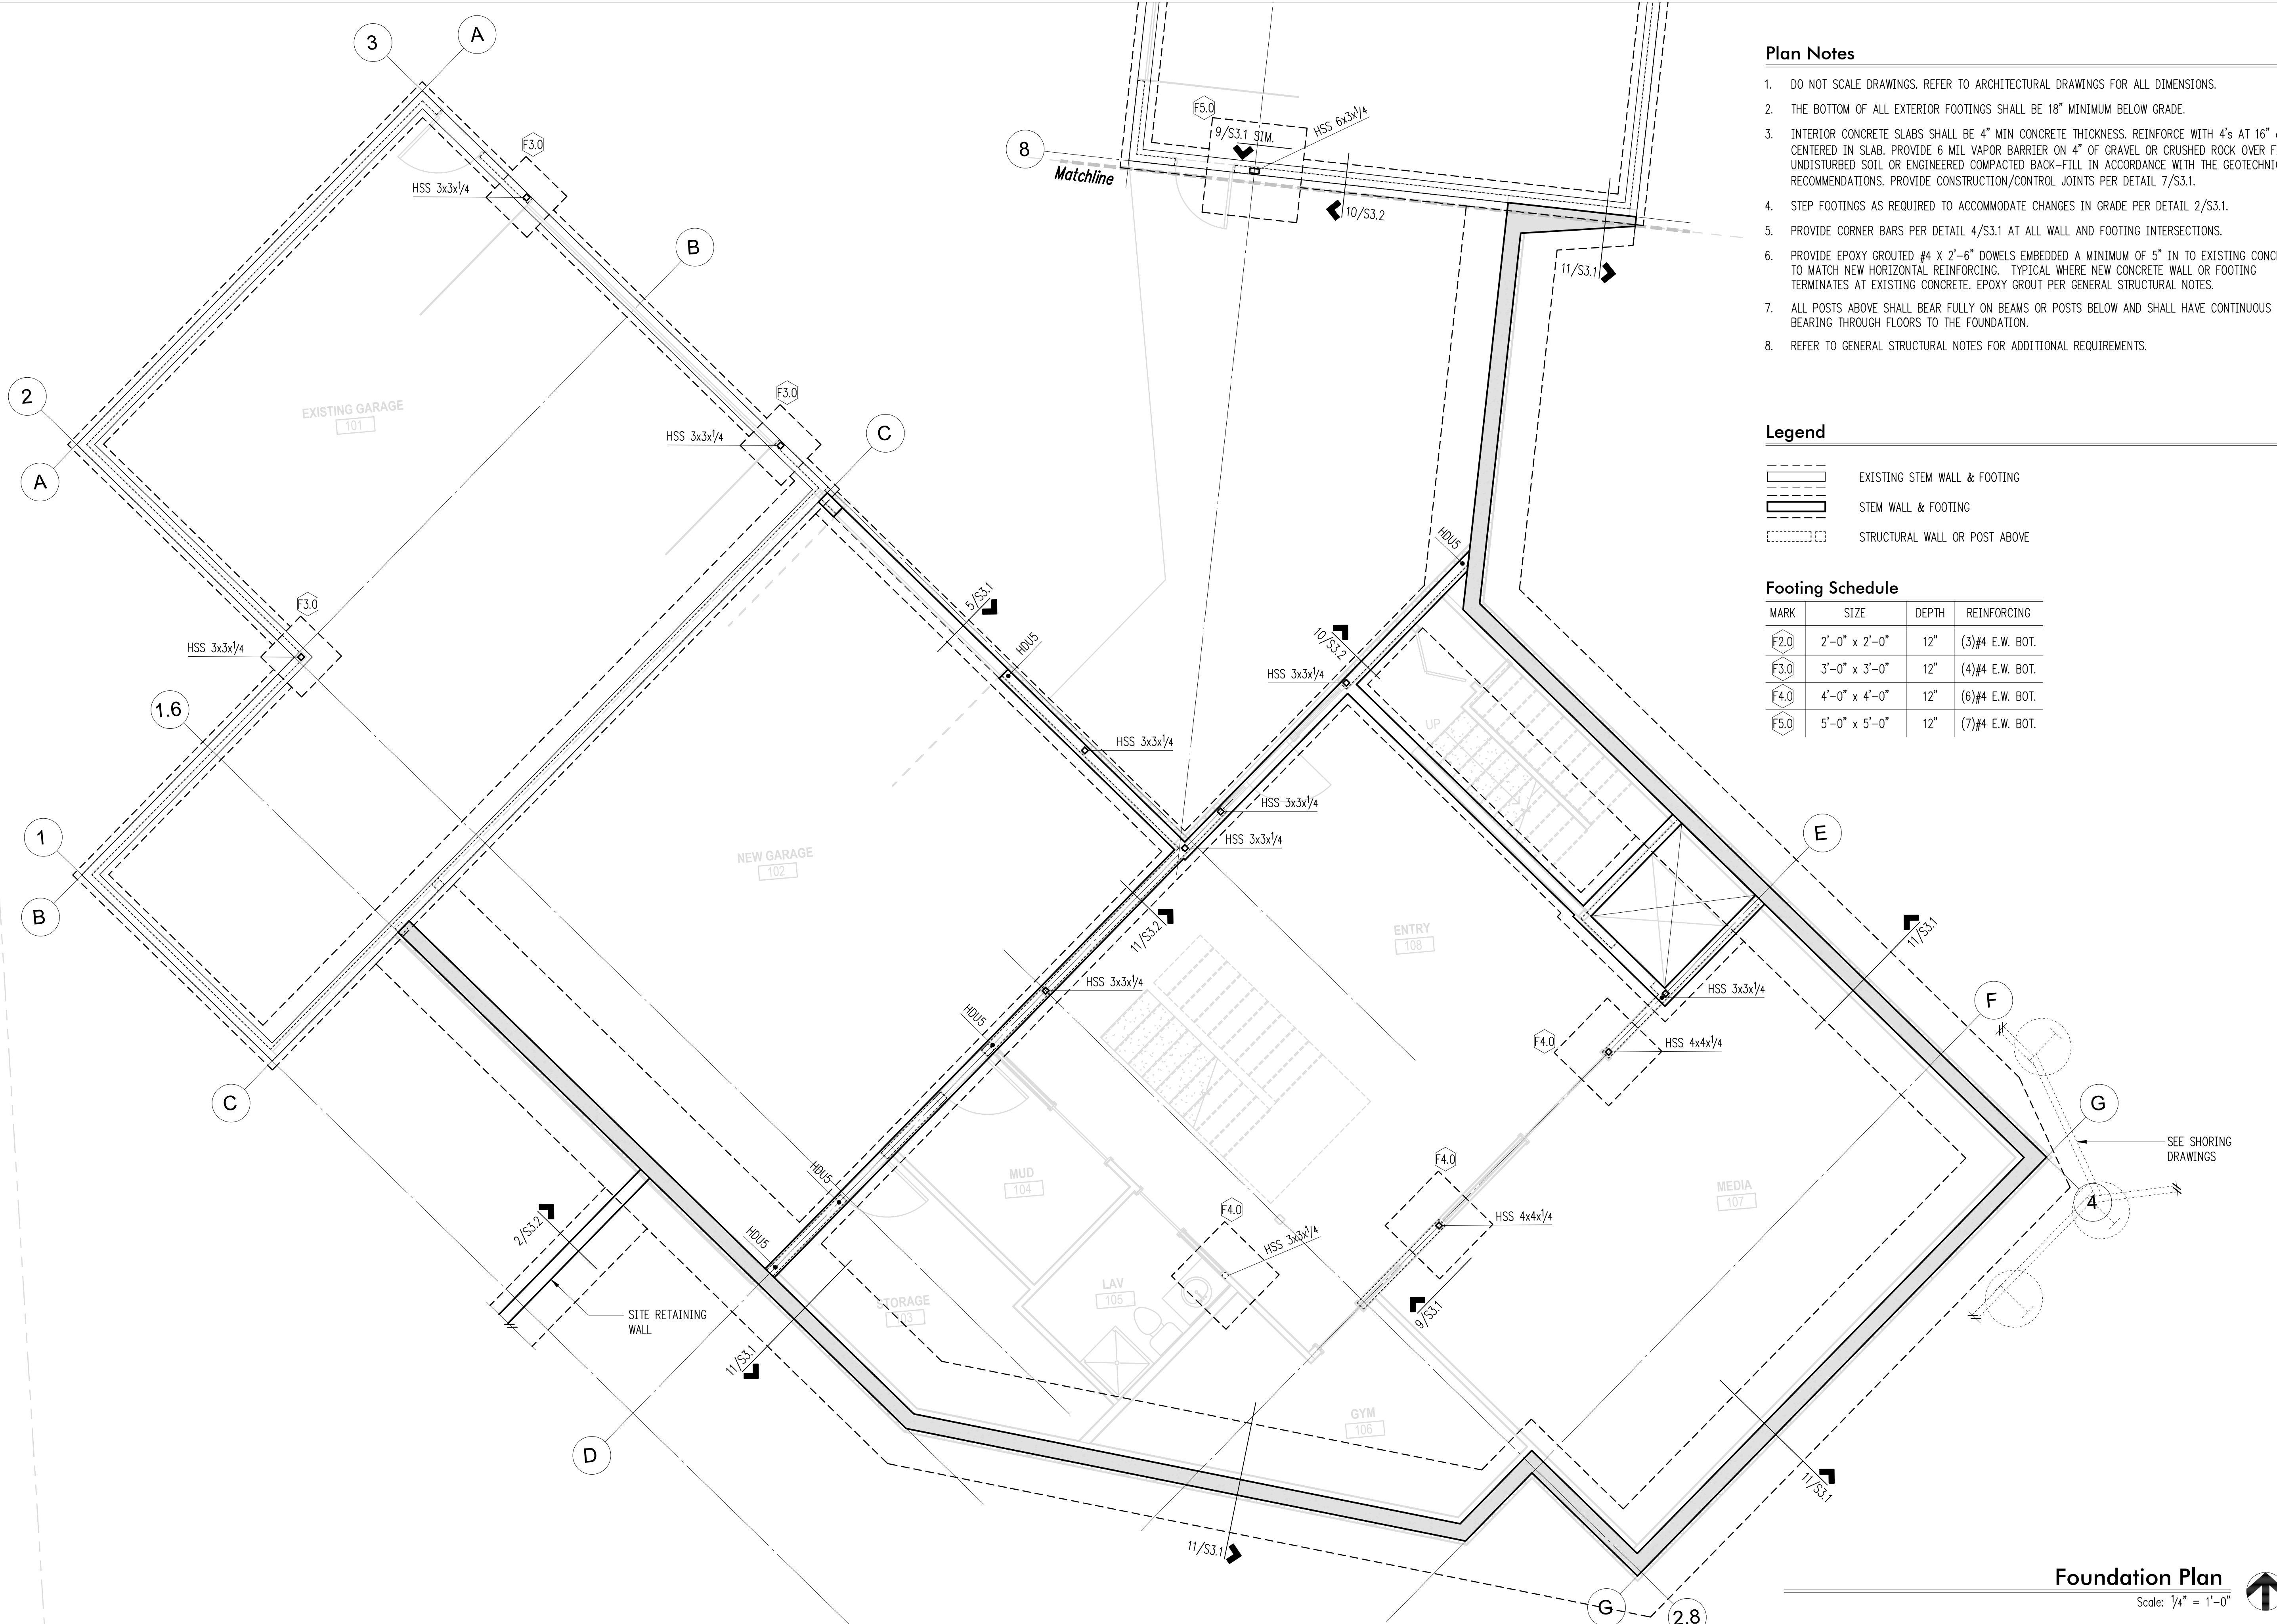 Plan Notes
1. DO NOT SCALE DRAWINGS. REFER TO ARCHITECTURAL DRAWINGS FOR ALL DIMENSIONS.
2. THE BOTTOM OF ALL EXTERIOR FOOTINGS SHALL BE 18" MINIMUM BELOW GRADE.
3. INTERIOR CONCRETE SLABS SHALL BE 4" MIN CONCRETE THICKNESS. REINFORCE WITH 4's AT 16"
CENTERED IN SLAB. PROVIDE 6 MIL VAPOR BARRIER ON 4" OF GRAVEL OR CRUSHED ROCK OVER
UNDISTURBED SOIL OR ENGINEERED COMPACTED BACK-FILL IN ACCORDANCE WITH THE
RECOMMENDATIONS. PROVIDE CONSTRUCTION/CONTROL JOINTS PER DETAIL 7/S3.1.
4. STEP FOOTINGS AS REQUIRED TO ACCOMMODATE CHANGES IN GRADE PER DETAIL 2/S3.1.
5. PROVIDE CORNER BARS PER DETAIL 4/S3.1 AT ALL WALL AND FOOTING INTERSECTIONS.
6. PROVIDE EPOXY GROUTED #4 X 2'-6" DOWELS EMBEDDED A MINIMUM OF 5" IN TO EXISTING
TO MATCH NEW HORIZONTAL REINFORCING. TYPICAL WHERE NEW CONCRETE WALL OR FOOTING
TERMINATES AT EXISTING CONCRETE. EPOXY GROUT PER GENERAL STRUCTURAL NOTES.
7. ALL POSTS ABOVE SHALL BEAR FULLY ON BEAMS OR POSTS BELOW AND SHALL HAVE CONTINUOUS
BEARING THROUGH FLOORS TO THE FOUNDATION.
8. REFER TO GENERAL STRUCTURAL NOTES FOR ADDITIONAL REQUIREMENTS.
Legend
EXISTING STEM WALL & FOOTING
STEM WALL & FOOTING
STRUCTURAL WALL OR POST ABOVE
Footing Schedule
MARK SIZE DEPTH REINFORCING
F2.0 2'-0" x 2'-0" 12" (3)#4 E.W. BOT.
F3.0 3'-0" x 3'-0" 12" (4)#4 E.W. BOT.
F4.0 4'-0" x 4'-0" 12" (6)#4 E.W. BOT.
F5.0 5'-0" x 5'-0" 12" (7)#4 E.W. BOT.
3
A
F3.0
HSS 3x3x1/4
B
2
A
EXISTING GARAGE
101
F3.0
HSS 3x3x1/4
C
F3.0
HSS 3x3x1/4
1.6
1
B
C
F5.0
9/S3.1 SIM.
HSS 6x3x1/4
8
Matchline
10/S3.2
11/S3.1
5/S3.1
HDU5
HSS 3x3x1/4
HDU5
10/S3.2
HSS 3x3x1/4
HSS 3x3x1/4
HSS 3x3x1/4
UP
E
NEW GARAGE
102
11/S3.2
ENTRY
108
HSS 3x3x1/4
HDU5
HSS 3x3x1/4
11/S3.1
F
F4.0
HSS 4x4x1/4
G
SEE SHORING
DRAWINGS
4
F4.0
HSS 4x4x1/4
MEDIA
107
MUD
104
HDU5
F4.0
HSS 3x3x1/4
HDU5
2/S3.2
SITE RETAINING
WALL
LAV
105
STORAGE
103
9/S3.1
11/S3.1
D
GYM
106
11/S3.1
11/S3.1
G
2.8
Foundation Plan
Scale: 1/4" = 1'-0"